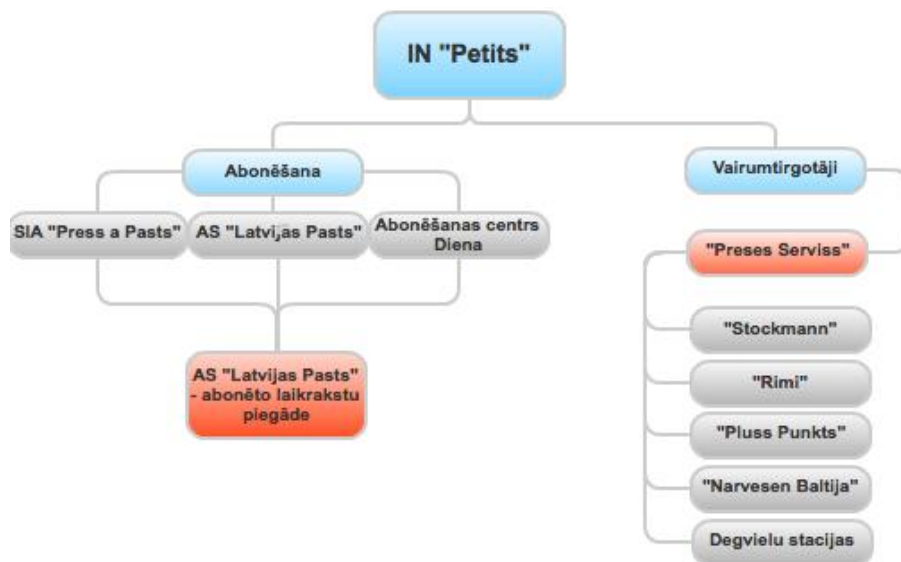 IN "Petits"
Abonēšana
Vairumtirgotāji
SIA "Press a Pasts"
AS "Latvijas Pasts"
Abonēšanas centrs
Diena
"Preses Serviss"
"Stockmann"
AS "Latvijas Pasts"
- abonēto laikrakstu
piegāde
"Rimi"
"Pluss Punkts"
"Narvesen Baltija"
Degvielu stacijas